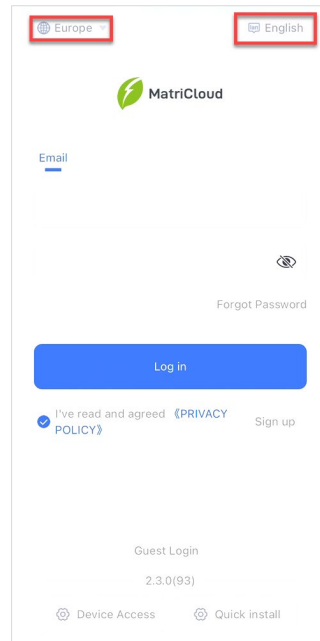 Europe
English
MatriCloud
Email
Forgot Password
Log in
I've read and agreed 《PRIVACY
POLICY》
Sign up
Guest Login
2.3.0(93)
Device Access
Quick install